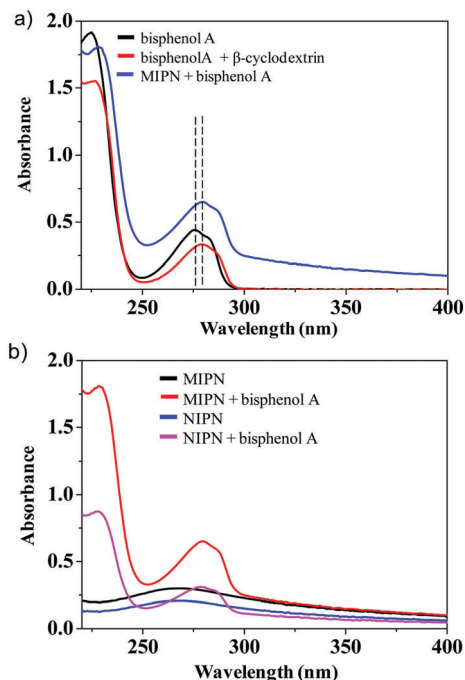 a)
bisphenol A
bisphenolA + β-cyclodextrin
MIPN + bisphenol A
2.0
1.5
1.0
0.5
0.0
Absorbance
250 300 350 400
Wavelength (nm)
b)
MIPN
MIPN + bisphenol A
NIPN
NIPN + bisphenol A
2.0
1.5
1.0
0.5
0.0
Absorbance
250 300 350 400
Wavelength (nm)